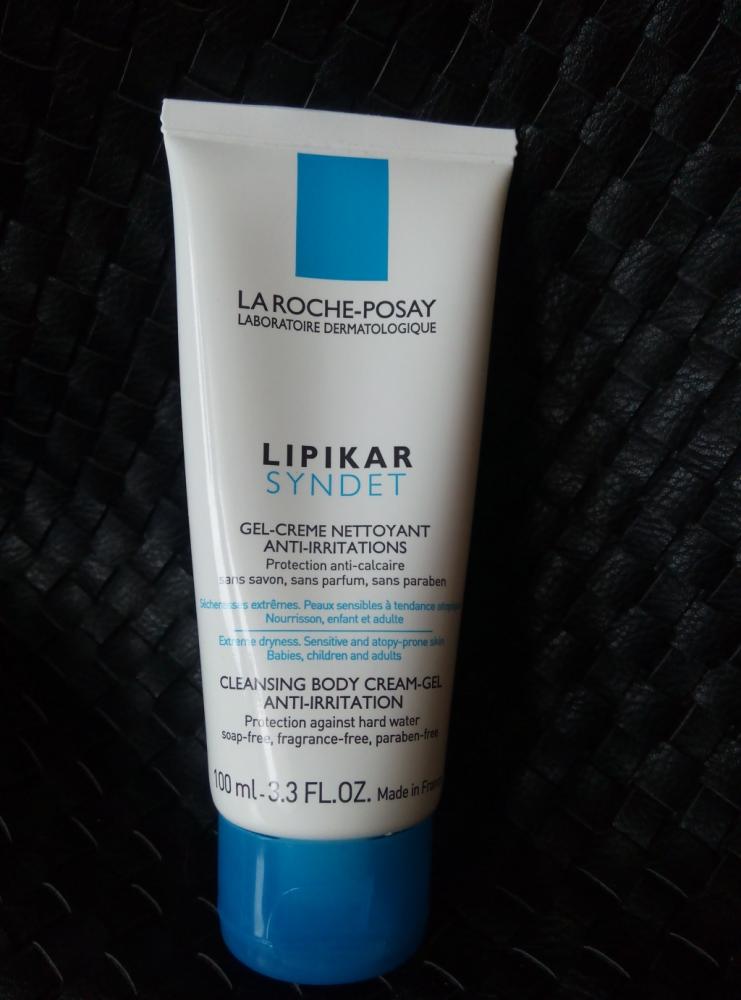 LA ROCHE-POSAY
LABORATOIRE DERMATOLOGIQUE
LIPIKAR
SYNDET
GEL-CREME NETTOYANT
ANTI-IRRITATIONS
Protection anti-calcaire
sans savon, sans parfum, sans paraben
Sécheresses extrêmes. Peaux sensibles à tendance
Nourrisson, enfant et adulte
Extreme dryness. Sensitive and atopy-prone skin
Babies, children and adults
CLEANSING BODY CREAM-GEL
ANTI-IRRITATION
Protection against hard water
soap-free, fragrance-free, paraben-free
100 ml - 3.3 FL.OZ. Made in